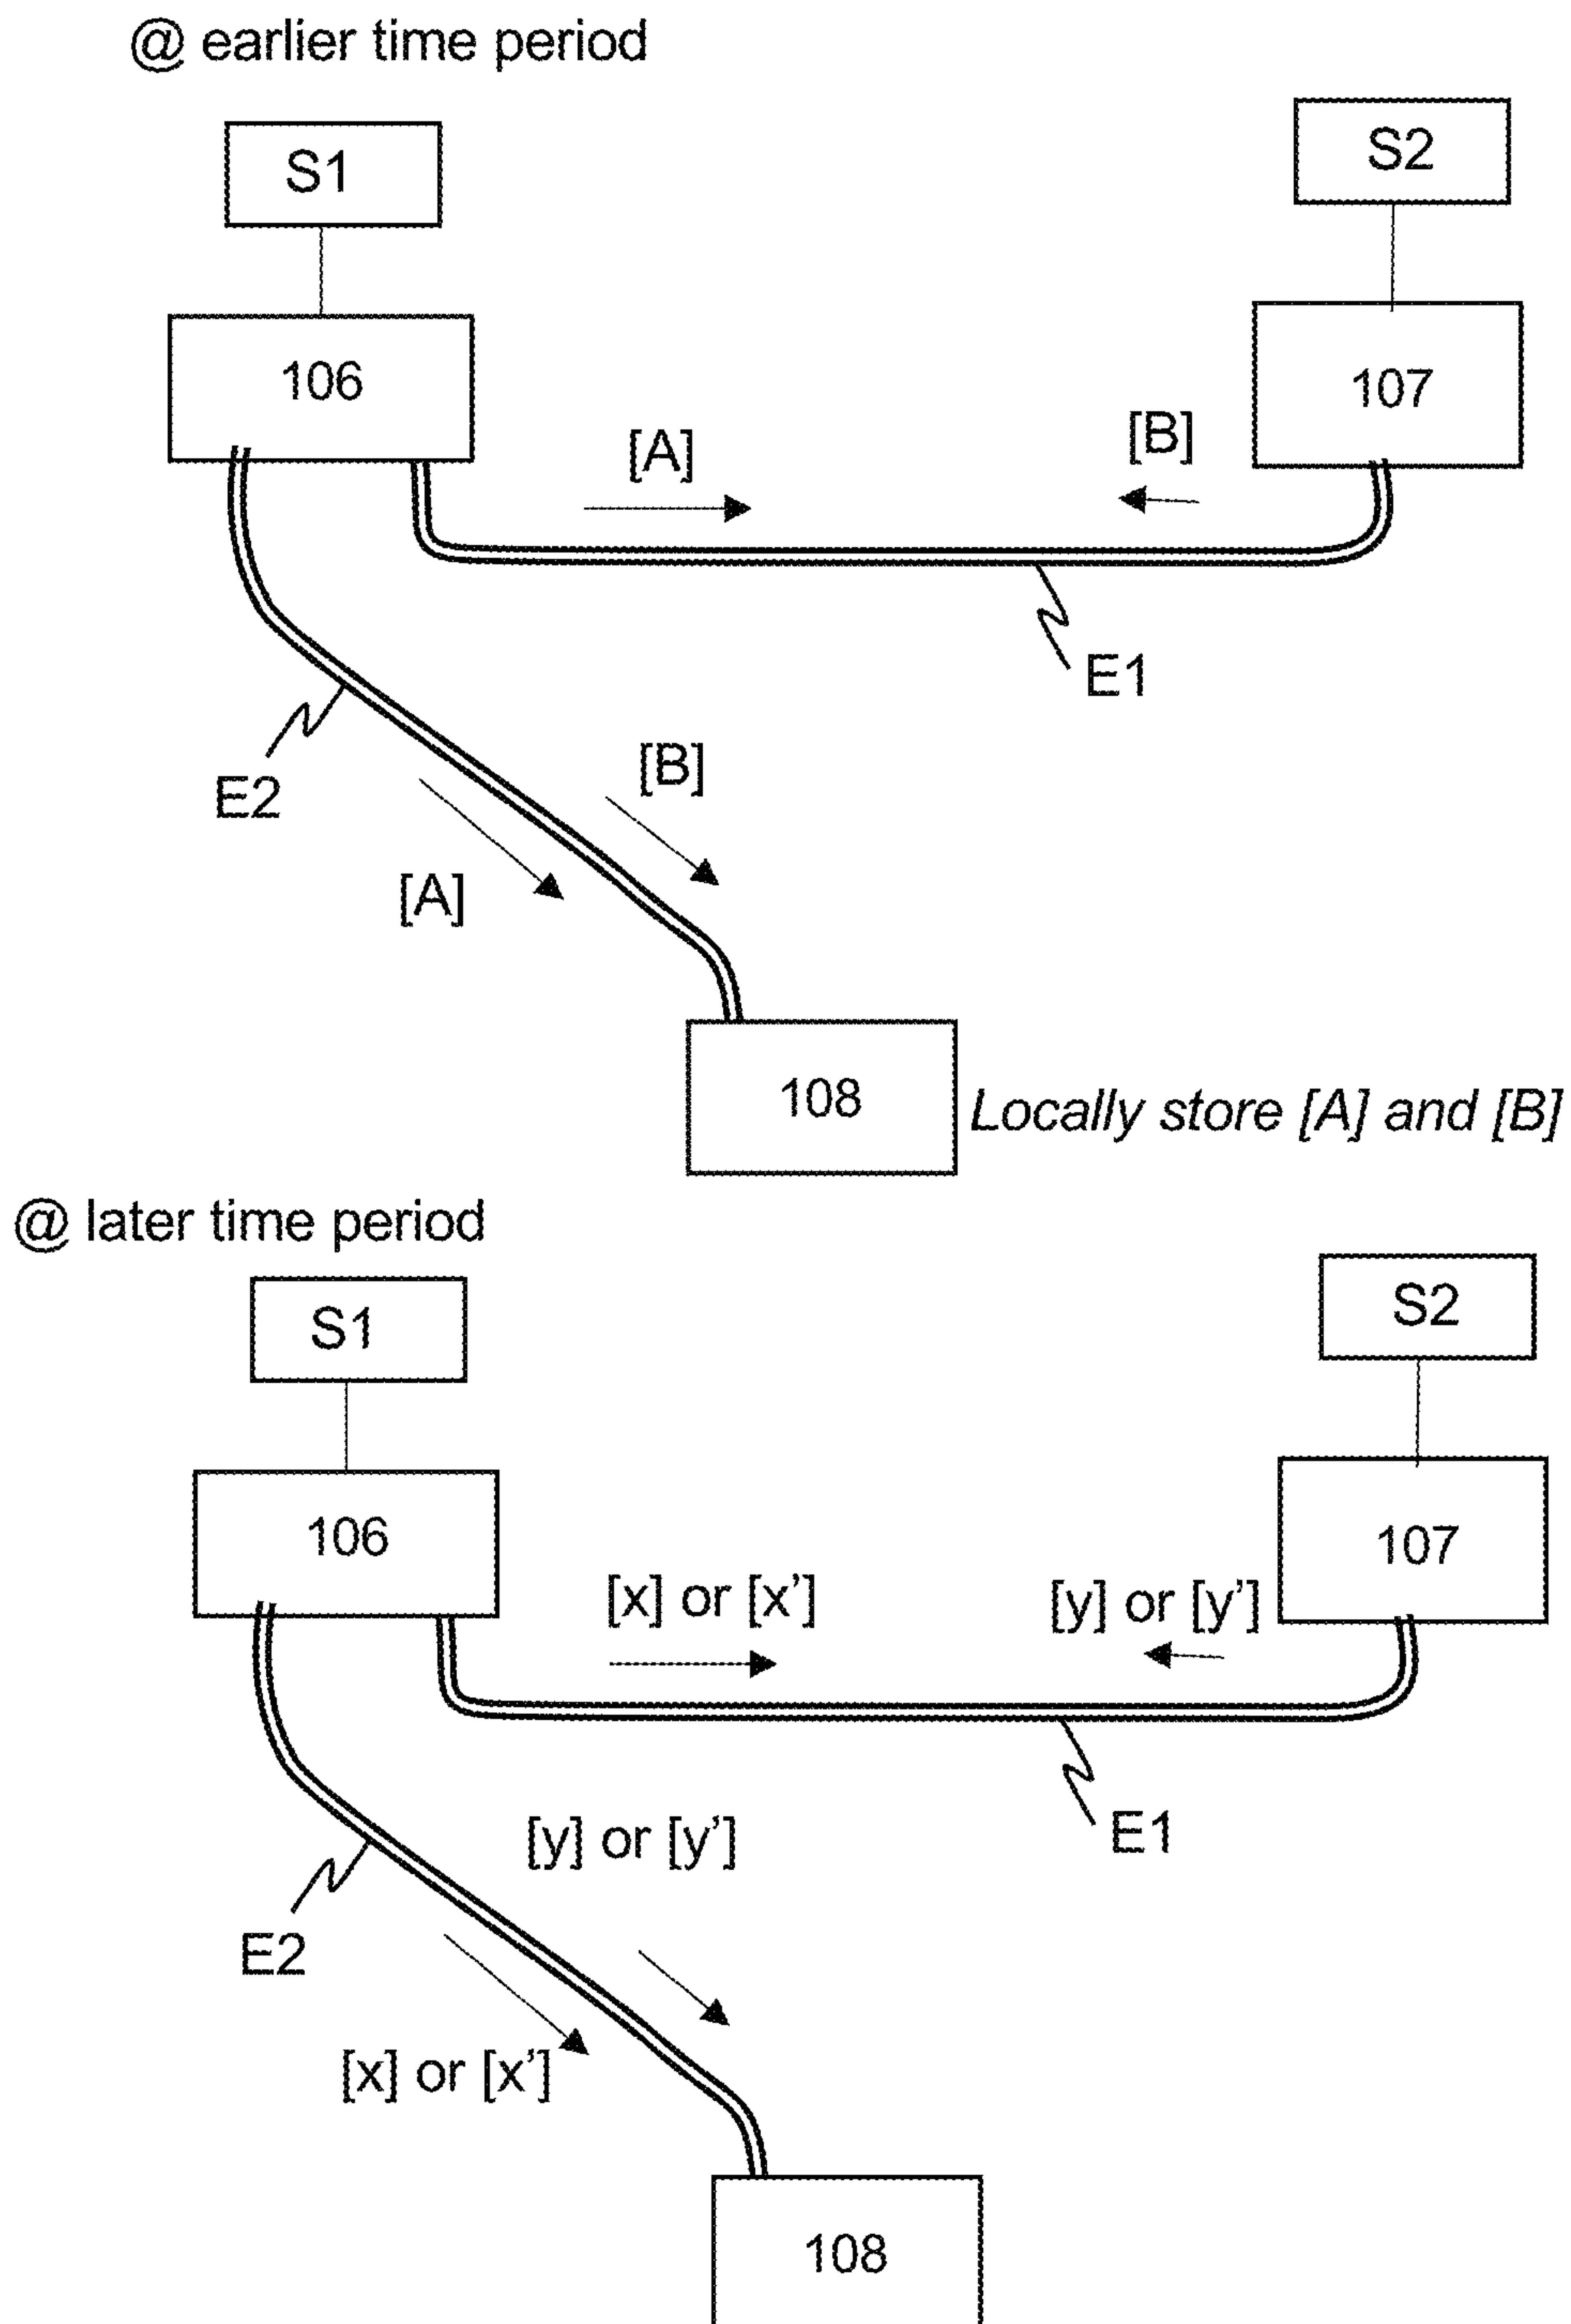 @ earlier time period
S1
S2
106
107
[A]
[B]
E1
E2
[B]
[A]
108
Locally store [A] and [B]
@ later time period
S1
S2
106
107
[x] or [x’]
[y] or [y’]
E1
[y] or [y’]
E2
[x] or [x’]
108